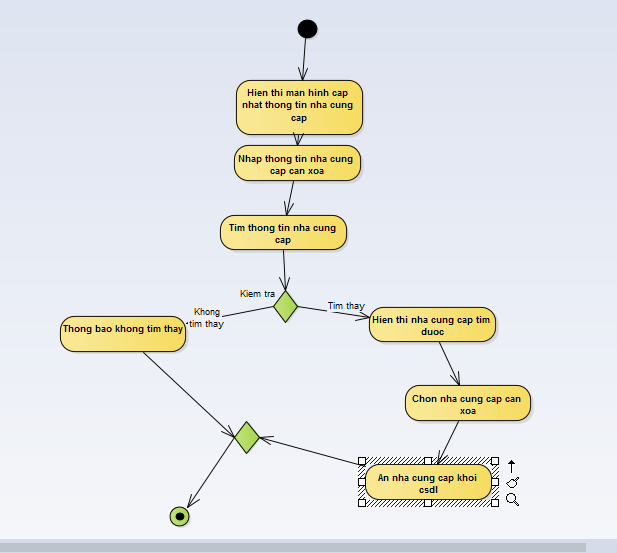 Hien thi man hinh cap
nhat thong tin nha cung
cap
Nhap thong tin nha cung
cap can xoa
Tim thong tin nha cung
cap
Kiem tra
Khong
tim thay
Tim thay
Thong bao khong tim thay
Hien thi nha cung cap tim
duoc
Chon nha cung cap can
xoa
An nha cung cap khoi
csdl